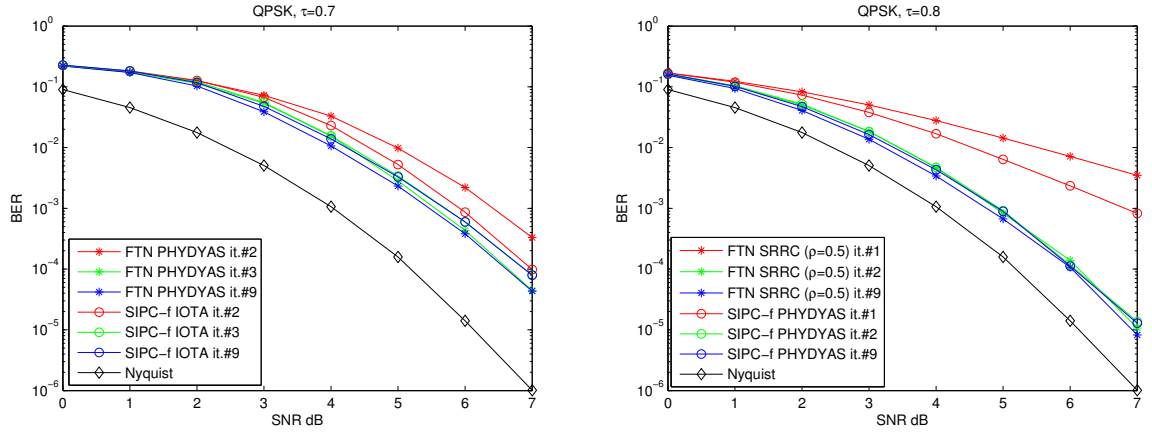 QPSK, τ=0.7
10^0
10^-1
10^-2
10^-3
10^-4
10^-5
10^-6
BER
FTN PHYDYAS it.#2
FTN PHYDYAS it.#3
FTN PHYDYAS it.#9
SIPC-f IOTA it.#2
SIPC-f IOTA it.#3
SIPC-f IOTA it.#9
Nyquist
0 1 2 3 4 5 6 7
SNR dB
QPSK, τ=0.8
10^0
10^-1
10^-2
10^-3
10^-4
10^-5
10^-6
BER
FTN SRRC (ρ=0.5) it.#1
FTN SRRC (ρ=0.5) it.#2
FTN SRRC (ρ=0.5) it.#9
SIPC-f PHYDYAS it.#1
SIPC-f PHYDYAS it.#2
SIPC-f PHYDYAS it.#9
Nyquist
0 1 2 3 4 5 6 7
SNR dB